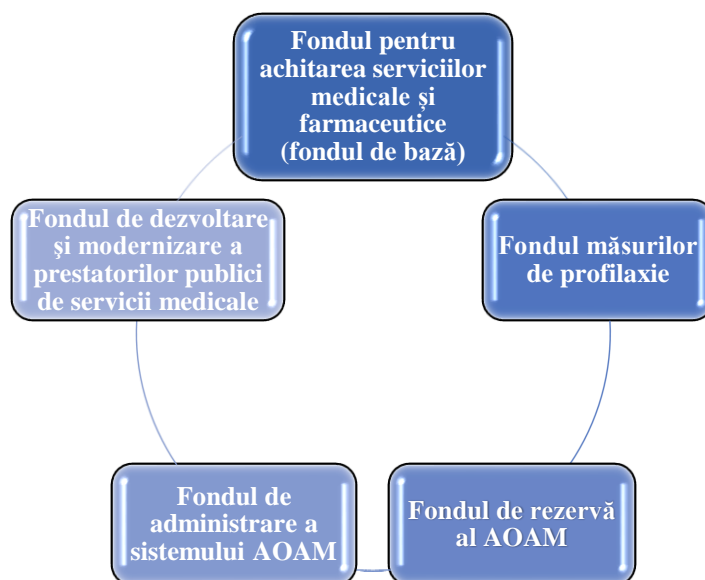 Fondul pentru
achitarea serviciilor
medicale și
farmaceutice
(fondul de bază)
Fondul măsurilor
de profilaxie
Fondul de rezervă
al AOAM
Fondul de
administrare a
sistemului AOAM
Fondul de dezvoltare
şi modernizare a
prestatorilor publici
de servicii medicale